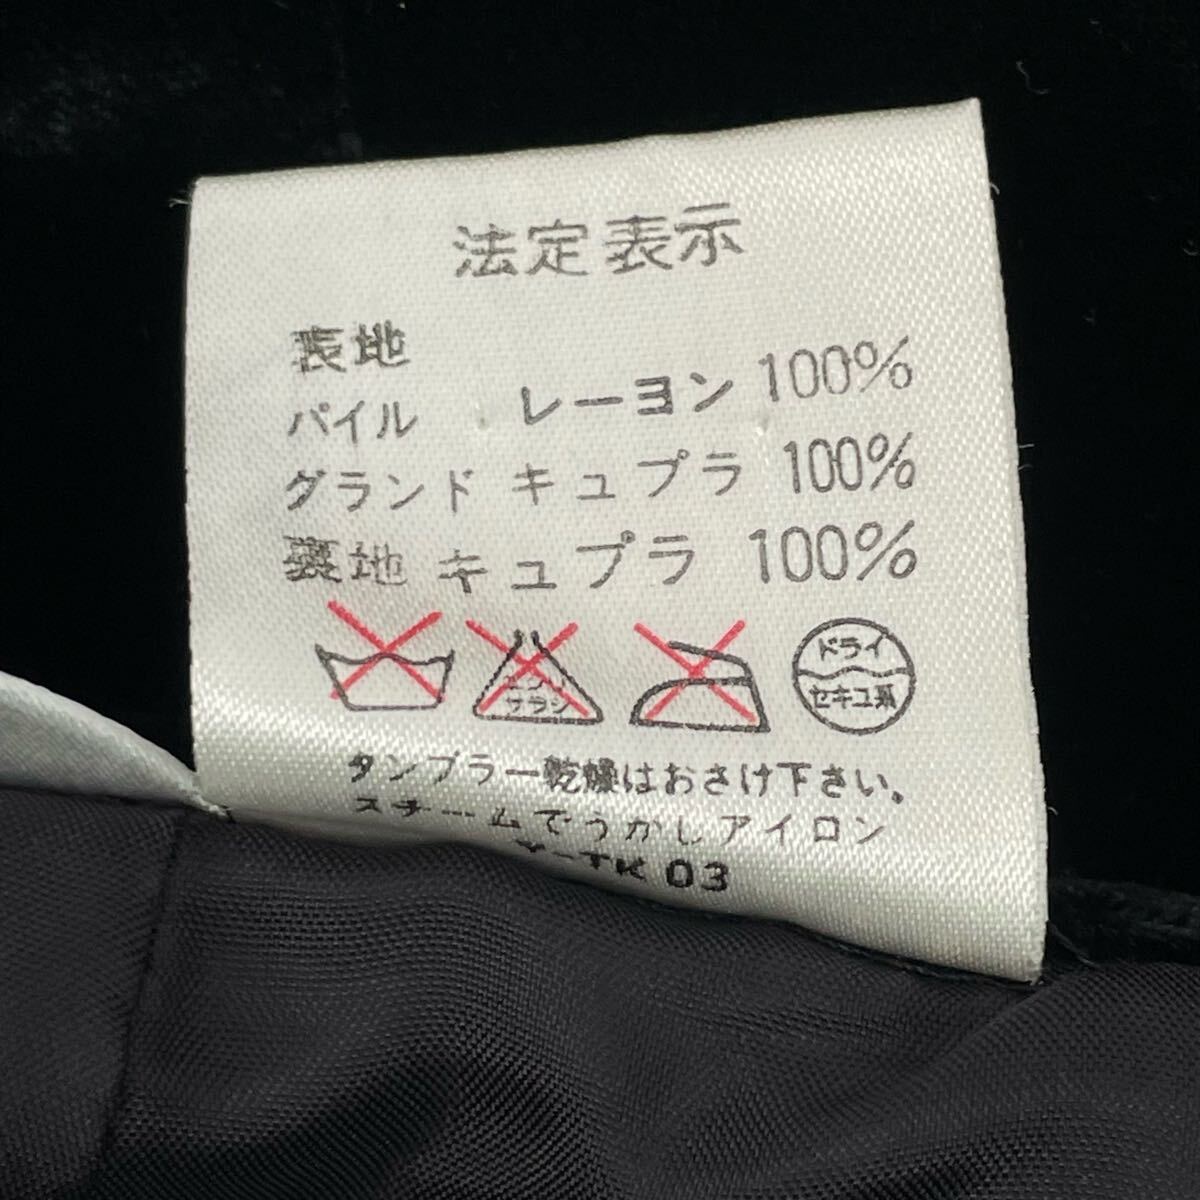 法定表示
表地
パイル レーヨン 100%
グランド キュプラ 100%
裏地 キュプラ 100%
エンソ
サラシ
ドライ
セキユ系
タンブラー乾燥はおさけ下さい。
スチームでうかしアイロン
Y-TK 03